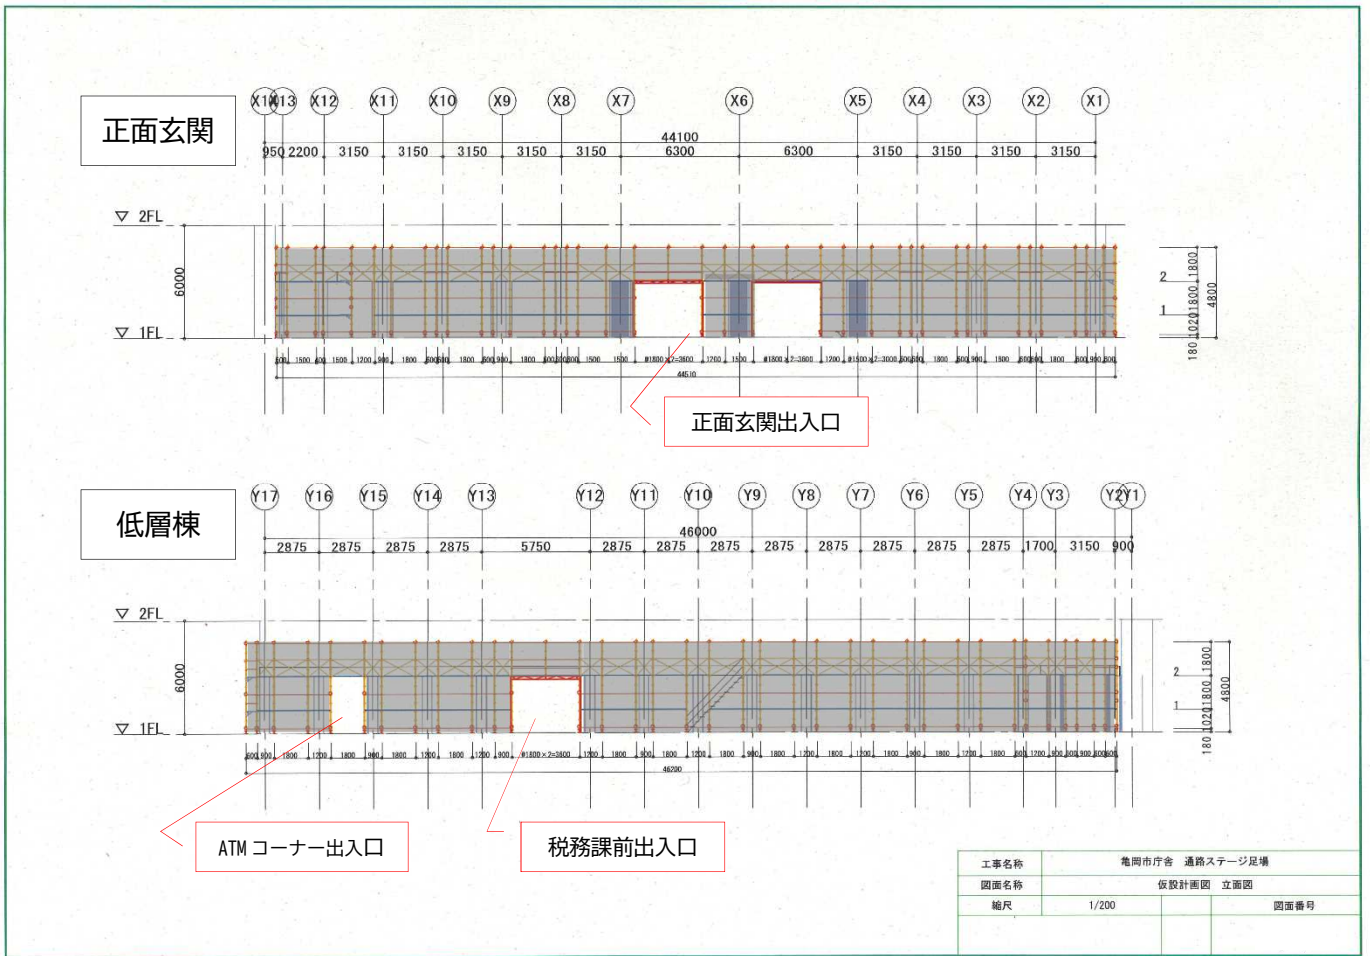 正面玄関
X14 X13 X12 X11 X10 X9 X8 X7 X6 X5 X4 X3 X2 X1
44100
950 2200 3150 3150 3150 3150 3150 6300 6300 3150 3150 3150 3150
▽ 2FL
6000
▽ 1FL
2
1
180 1020 1800 1800
4800
44510
正面玄関出入口
低層棟
Y17 Y16 Y15 Y14 Y13 Y12 Y11 Y10 Y9 Y8 Y7 Y6 Y5 Y4 Y3 Y2 Y1
46000
2875 2875 2875 2875 5750 2875 2875 2875 2875 2875 2875 2875 2875 1700 3150 900
▽ 2FL
6000
▽ 1FL
2
1
180 1020 1800 1800
4800
46200
ATMコーナー出入口
税務課前出入口
工事名称 亀岡市庁舎 通路ステージ足場
図面名称 仮設計画図 立面図
縮尺 1/200 図面番号